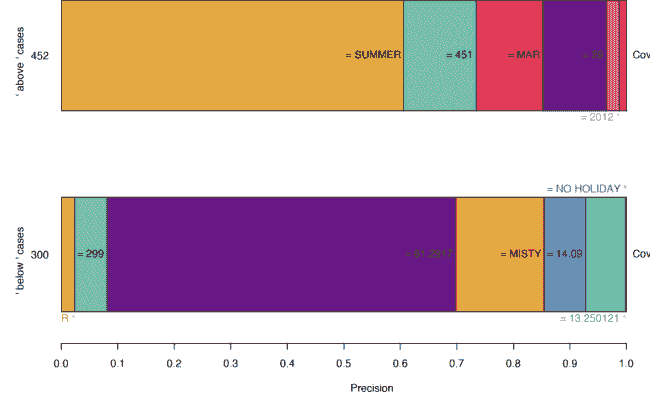 ' above ' cases
452
= SUMMER
= 451
= MAR
Cov
= 2012 *
= NO HOLIDAY *
' below ' cases
300
= 299
= MISTY
= 14.09
Cov
R *
= 13.250121 *
0.0 0.1 0.2 0.3 0.4 0.5 0.6 0.7 0.8 0.9 1.0
Precision